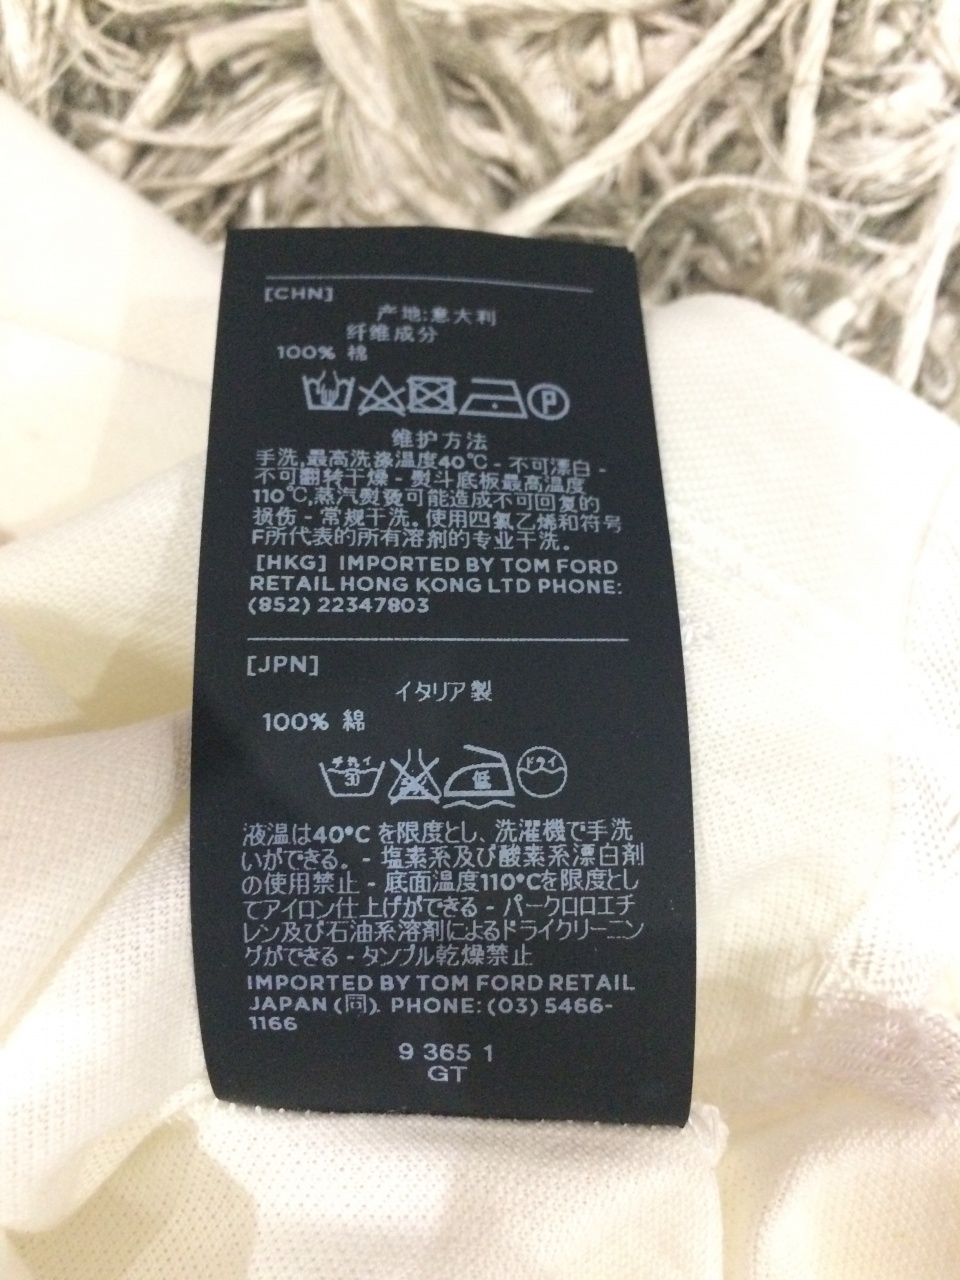 [CHN]
产地:意大利
纤维成分
100% 棉
P
维护方法
手洗,最高洗涤温度40℃ - 不可漂白 -
不可翻转干燥 - 熨斗底板最高温度
110℃,蒸汽熨烫可能造成不可回复的
损伤 - 常规干洗。使用四氯乙烯和符号
F所代表的所有溶剂的专业干洗。
[HKG] IMPORTED BY TOM FORD
RETAIL HONG KONG LTD PHONE:
(852) 22347803
[JPN]
イタリア製
100% 綿
30 低 ドライ
液温は40°C を限度とし、洗濯機で手洗
いができる。 - 塩素系及び酸素系漂白剤
の使用禁止 - 底面温度110°Cを限度とし
てアイロン仕上げができる - パークロロエチ
レン及び石油系溶剤によるドライクリーニン
グができる - タンブル乾燥禁止
IMPORTED BY TOM FORD RETAIL
JAPAN (同). PHONE: (03) 5466-
1166
9 365 1
GT